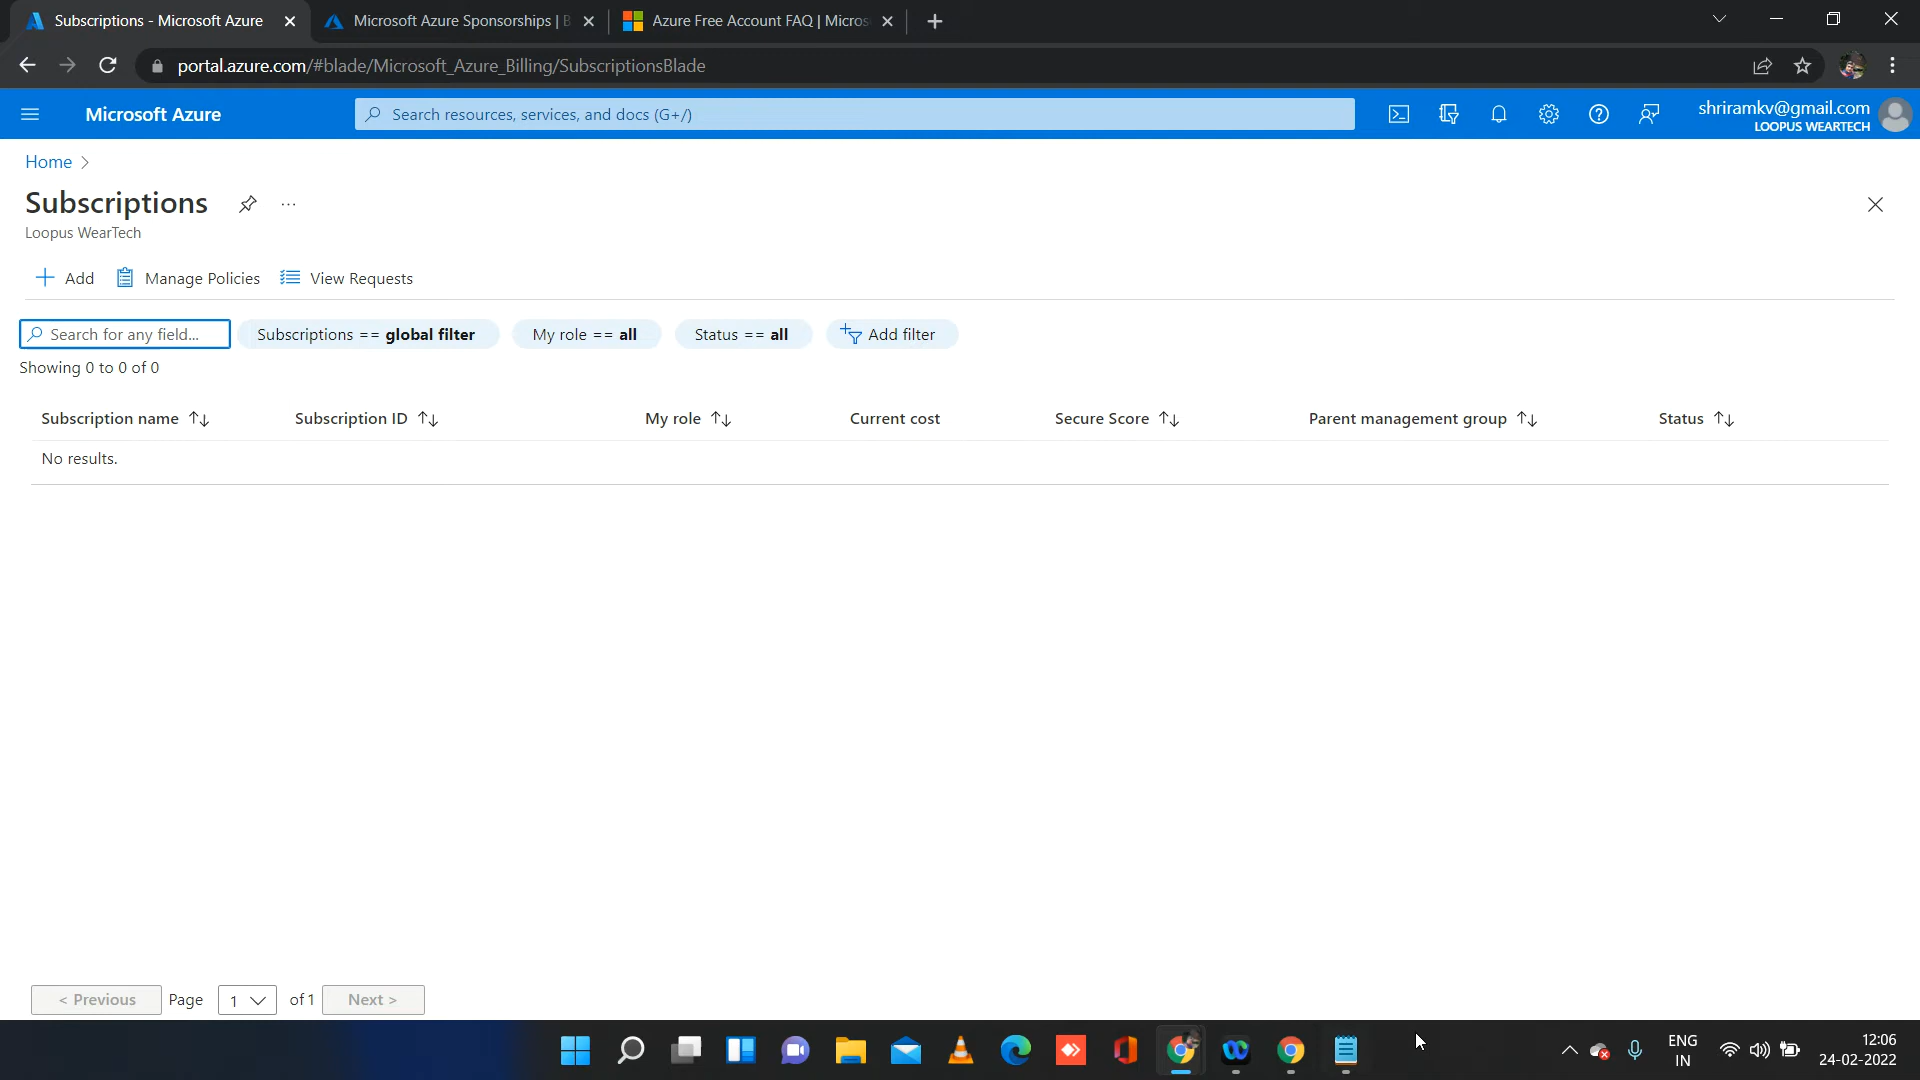 Subscriptions - Microsoft Azure
Microsoft Azure Sponsorships |
Azure Free Account FAQ | Micros
portal.azure.com/#blade/Microsoft_Azure_Billing/SubscriptionsBlade
Microsoft Azure
Search resources, services, and docs (G+/)
shriramkv@gmail.com
LOOPUS WEARTECH
Home
Subscriptions
Loopus WearTech
Add Manage Policies View Requests
Search for any field... Subscriptions == global filter My role == all Status == all Add filter
Showing 0 to 0 of 0
Subscription name Subscription ID My role Current cost Secure Score Parent management group Status
No results.
< Previous Page 1 of 1 Next >
ENG
IN
12:06
24-02-2022